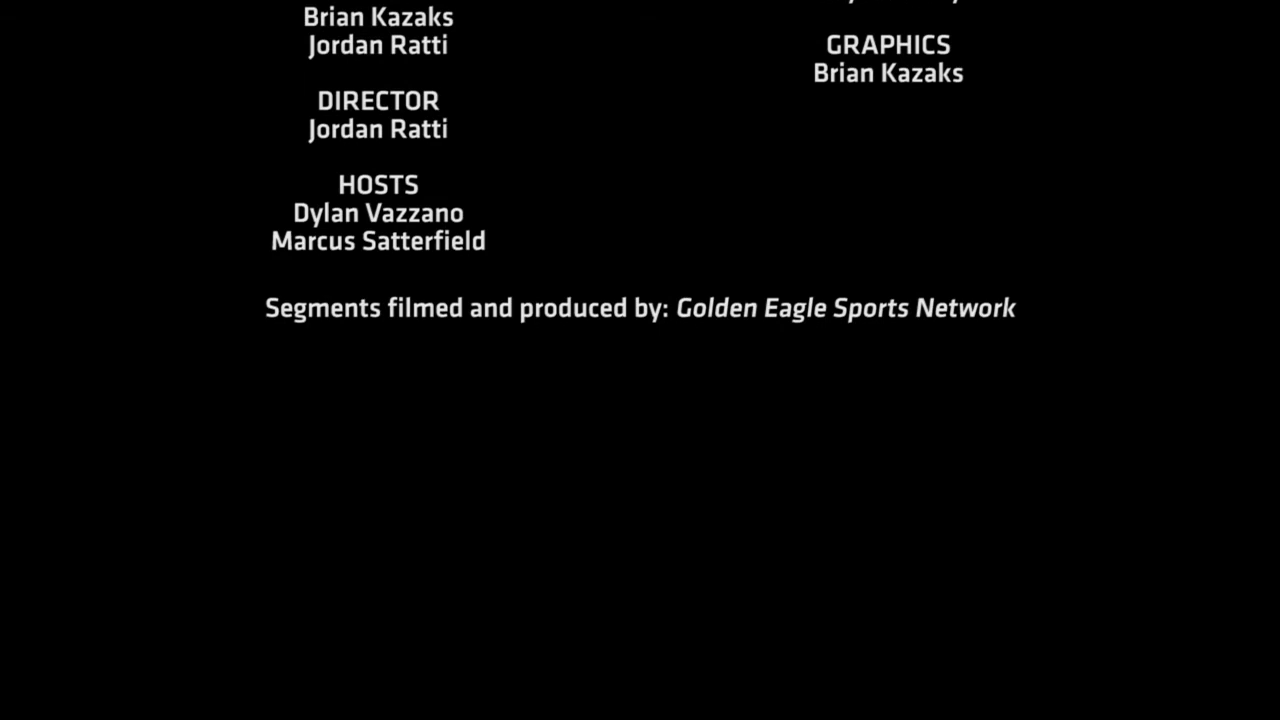 Brian Kazaks
Jordan Ratti
DIRECTOR
Jordan Ratti
HOSTS
Dylan Vazzano
Marcus Satterfield
GRAPHICS
Brian Kazaks
Segments filmed and produced by: Golden Eagle Sports Network